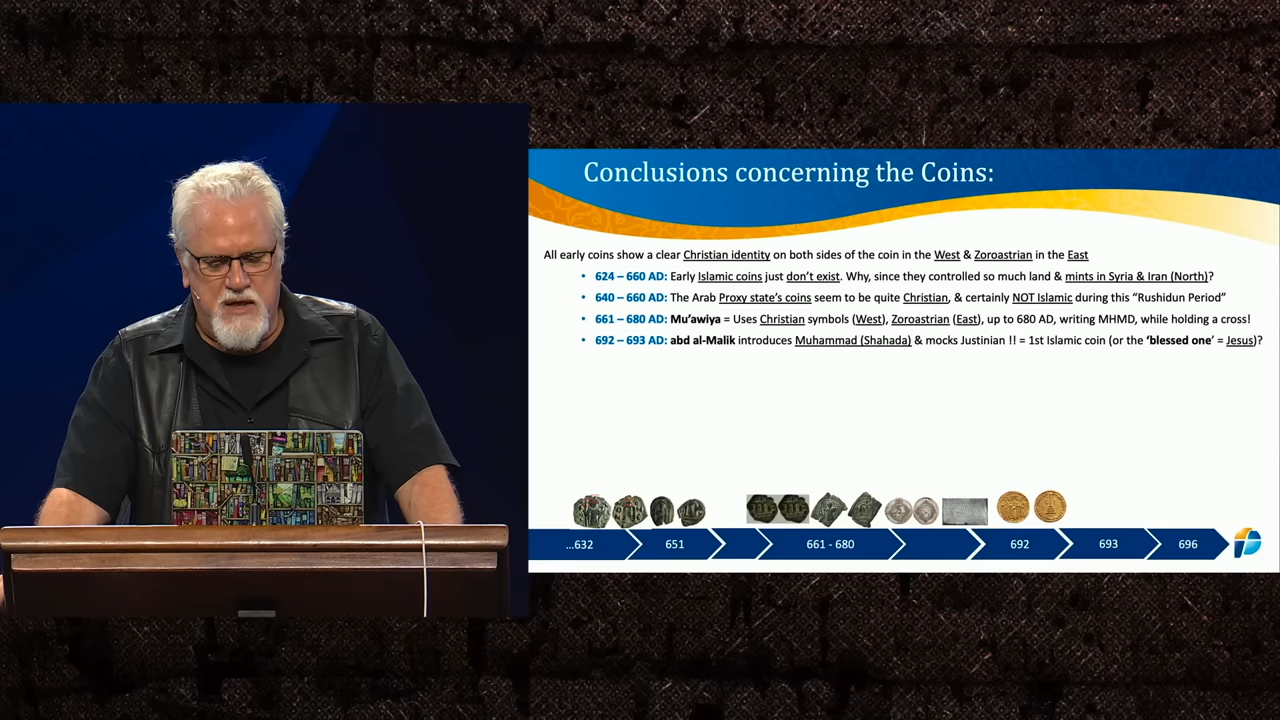 Conclusions concerning the Coins:
All early coins show a clear Christian identity on both sides of the coin in the West & Zoroastrian in the East
• 624 – 660 AD: Early Islamic coins just don't exist. Why, since they controlled so much land & mints in Syria & Iran (North)?
• 640 – 660 AD: The Arab Proxy state's coins seem to be quite Christian, & certainly NOT Islamic during this "Rushidun Period"
• 661 – 680 AD: Mu'awiya = Uses Christian symbols (West), Zoroastrian (East), up to 680 AD, writing MHMD, while holding a cross!
• 692 – 693 AD: abd al-Malik introduces Muhammad (Shahada) & mocks Justinian !! = 1st Islamic coin (or the 'blessed one' = Jesus)?
...632 651 661 - 680 692 693 696